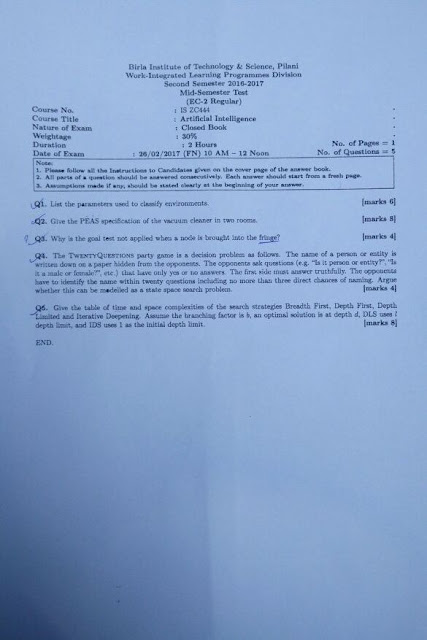 Birla Institute of Technology & Science, Pilani
Work-Integrated Learning Programmes Division
Second Semester 2016-2017
Mid-Semester Test
(EC-2 Regular)
Course No. : IS ZC444
Course Title : Artificial Intelligence
Nature of Exam : Closed Book
Weightage : 30%
Duration : 2 Hours No. of Pages = 1
Date of Exam : 26/02/2017 (FN) 10 AM – 12 Noon No. of Questions = 5
Note:
1. Please follow all the Instructions to Candidates given on the cover page of the answer book.
2. All parts of a question should be answered consecutively. Each answer should start from a fresh page.
3. Assumptions made if any, should be stated clearly at the beginning of your answer.
Q1. List the parameters used to classify environments. [marks 6]
Q2. Give the PEAS specification of the vacuum cleaner in two rooms. [marks 8]
Q3. Why is the goal test not applied when a node is brought into the fringe? [marks 4]
Q4. The TWENTYQUESTIONS party game is a decision problem as follows. The name of a person or entity is
written down on a paper hidden from the opponents. The opponents ask questions (e.g. "Is it person or entity?","Is
it a male or female?", etc.) that have only yes or no answers. The first side must answer truthfully. The opponents
have to identify the name within twenty questions including no more than three direct chances of naming. Argue
whether this can be modelled as a state space search problem. [marks 4]
Q5. Give the table of time and space complexities of the search strategies Breadth First, Depth First, Depth
Limited and Iterative Deepening. Assume the branching factor is b, an optimal solution is at depth d, DLS uses l
depth limit, and IDS uses 1 as the initial depth limit. [marks 8]
END.